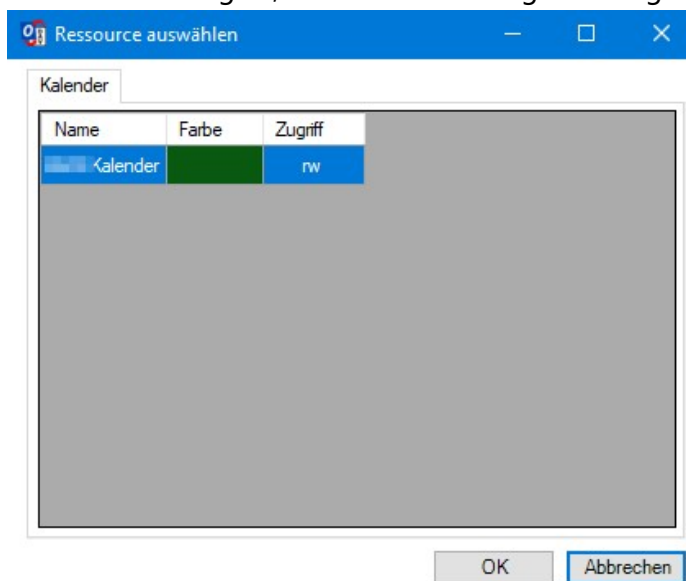 Ressource auswählen
Kalender
Name Farbe Zugriff
Kalender rw
OK Abbrechen